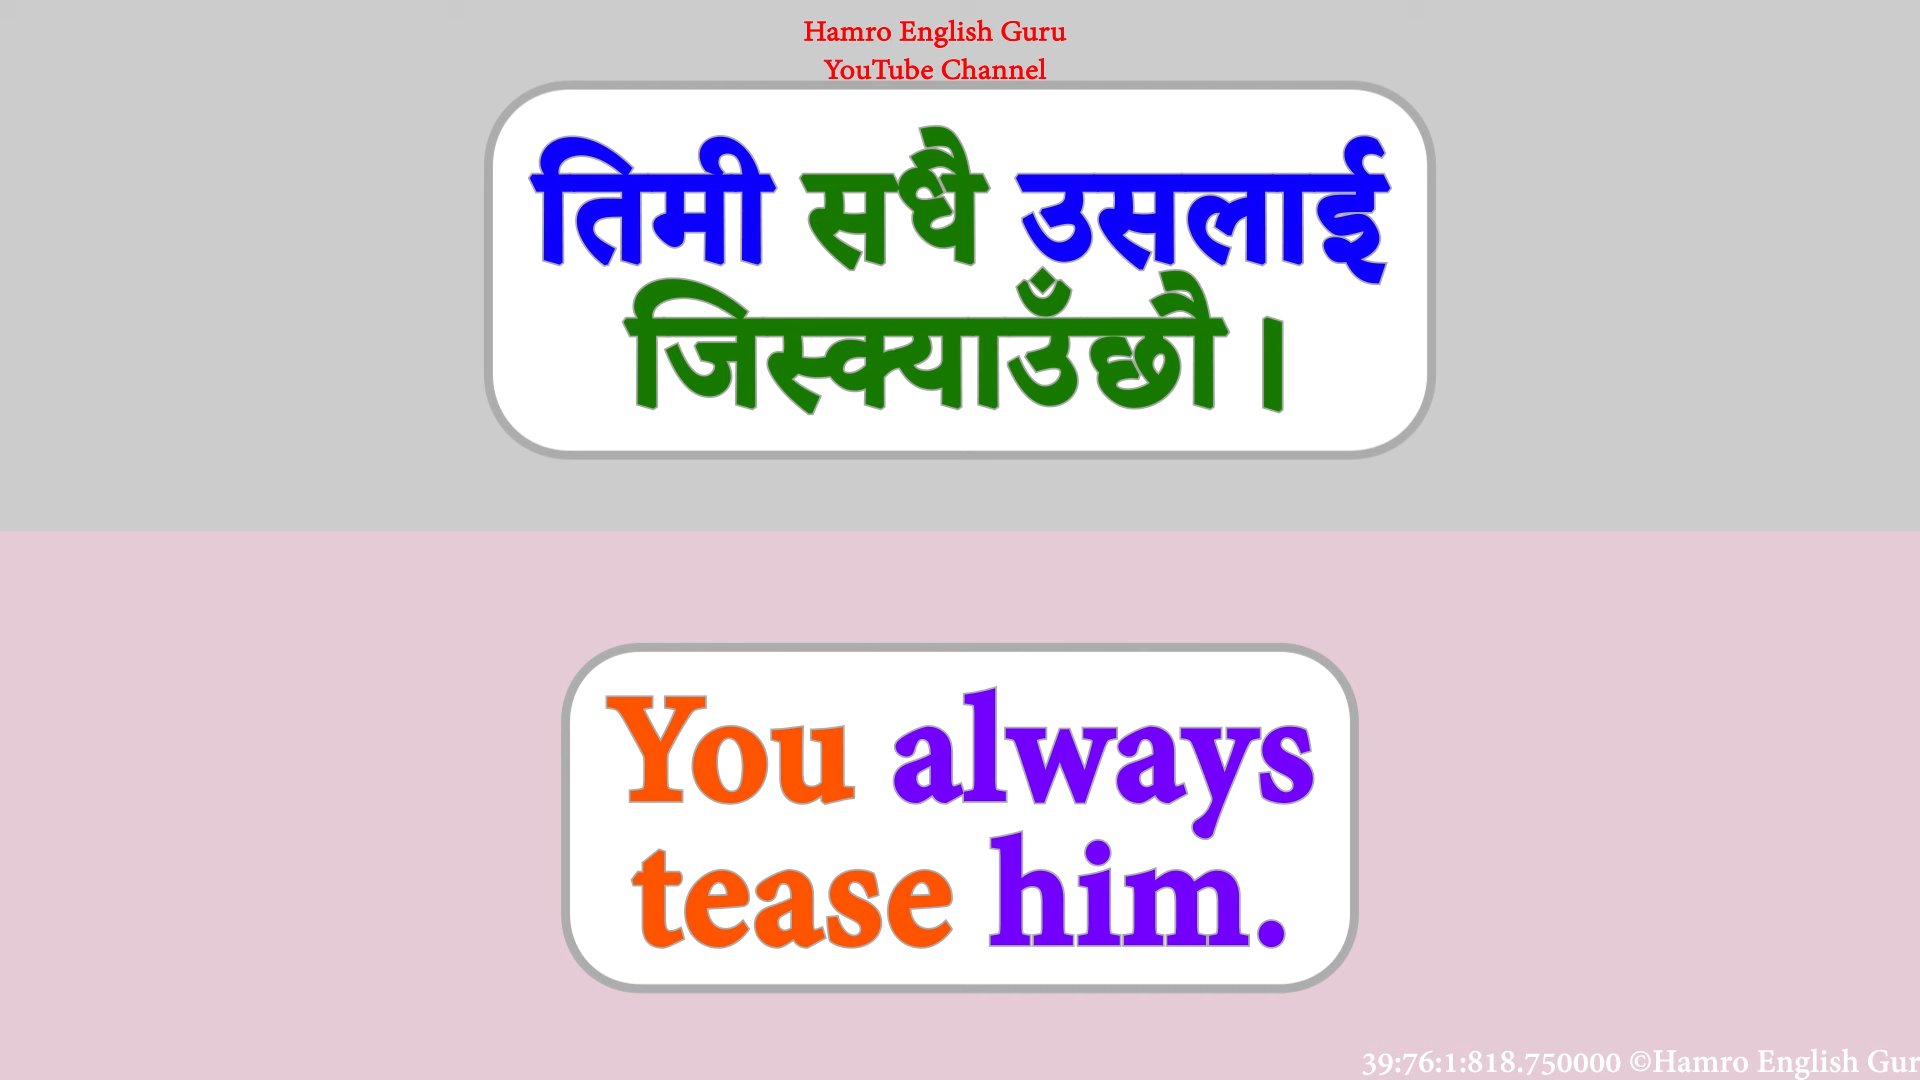 Hamro English Guru
YouTube Channel
तिमी सधै उसलाई
जिस्क्याउँछौ ।
You always
tease him.
39:76:1:818.750000 ©Hamro English Gur